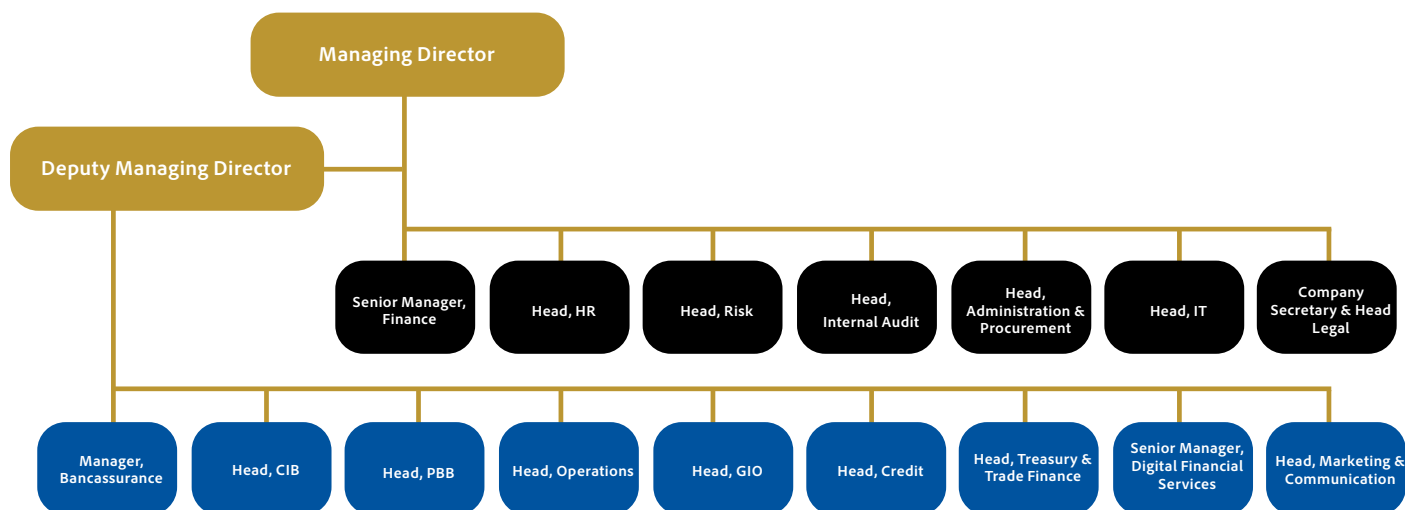 Managing Director
Deputy Managing Director
Senior Manager,
Finance
Head, HR
Head, Risk
Head,
Internal Audit
Head,
Administration &
Procurement
Head, IT
Company
Secretary & Head
Legal
Manager,
Bancassurance
Head, CIB
Head, PBB
Head, Operations
Head, GIO
Head, Credit
Head, Treasury &
Trade Finance
Senior Manager,
Digital Financial
Services
Head, Marketing &
Communication